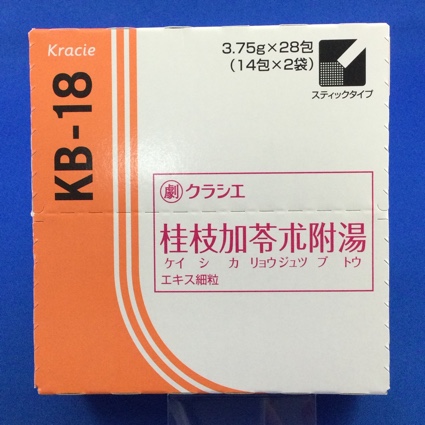 Kracie
KB-18
3.75g×28包
(14包×2袋)
スティックタイプ
劇 クラシエ
桂枝加苓朮附湯
ケイ シ カ リョウジュツ ブ トウ
エキス細粒